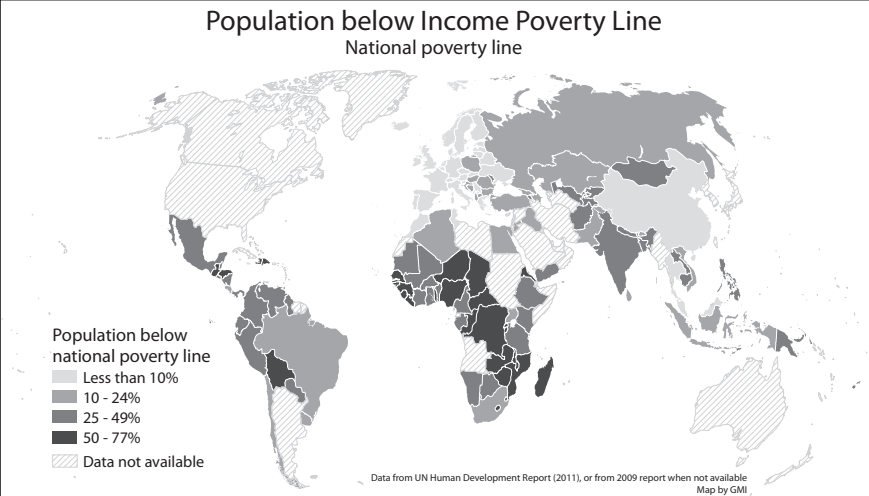 Population below Income Poverty Line
National poverty line
Population below
national poverty line
Less than 10%
10 - 24%
25 - 49%
50 - 77%
Data not available
Data from UN Human Development Report (2011), or from 2009 report when not available
Map by GMI